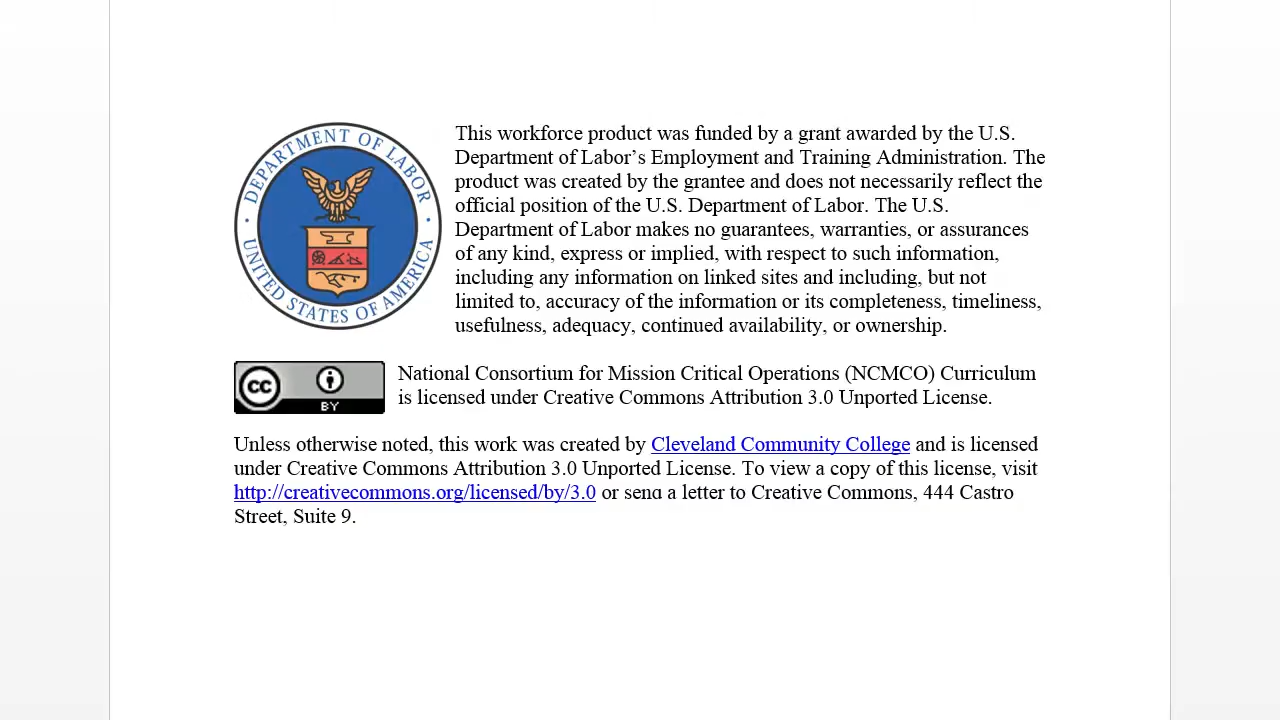 DEPARTMENT OF LABOR
UNITED STATES OF AMERICA
This workforce product was funded by a grant awarded by the U.S.
Department of Labor’s Employment and Training Administration. The
product was created by the grantee and does not necessarily reflect the
official position of the U.S. Department of Labor. The U.S.
Department of Labor makes no guarantees, warranties, or assurances
of any kind, express or implied, with respect to such information,
including any information on linked sites and including, but not
limited to, accuracy of the information or its completeness, timeliness,
usefulness, adequacy, continued availability, or ownership.
cc
BY
National Consortium for Mission Critical Operations (NCMCO) Curriculum
is licensed under Creative Commons Attribution 3.0 Unported License.
Unless otherwise noted, this work was created by Cleveland Community College and is licensed
under Creative Commons Attribution 3.0 Unported License. To view a copy of this license, visit
http://creativecommons.org/licensed/by/3.0 or send a letter to Creative Commons, 444 Castro
Street, Suite 9.